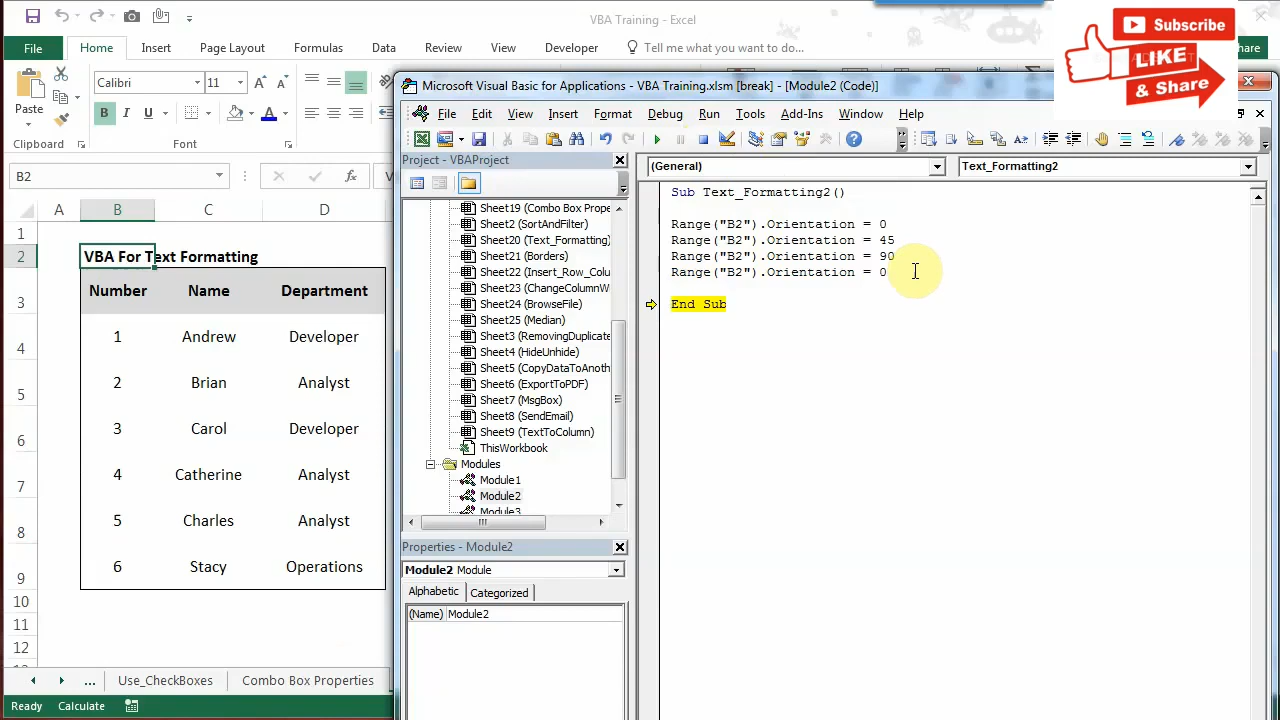 VBA Training - Excel
Subscribe
LIKE
& Share
File Home Insert Page Layout Formulas Data Review View Developer Tell me what you want to do...
Calibri 11
Paste
B I U A
Clipboard Font
Microsoft Visual Basic for Applications - VBA Training.xlsm [break] - [Module2 (Code)]
File Edit View Insert Format Debug Run Tools Add-Ins Window Help
Project - VBAProject
(General) Text_Formatting2
B2 fx
A B C D
1
2 VBA For Text Formatting
3 Number Name Department
4 1 Andrew Developer
5 2 Brian Analyst
6 3 Carol Developer
7 4 Catherine Analyst
8 5 Charles Analyst
9 6 Stacy Operations
10
11
12
Sheet19 (Combo Box Prope
Sheet2 (SortAndFilter)
Sheet20 (Text_Formatting)
Sheet21 (Borders)
Sheet22 (Insert_Row_Colu
Sheet23 (ChangeColumnW
Sheet24 (BrowseFile)
Sheet25 (Median)
Sheet3 (RemovingDuplicate
Sheet4 (HideUnhide)
Sheet5 (CopyDataToAnoth
Sheet6 (ExportToPDF)
Sheet7 (MsgBox)
Sheet8 (SendEmail)
Sheet9 (TextToColumn)
ThisWorkbook
Modules
Module1
Module2
Module3
Properties - Module2
Module2 Module
Alphabetic Categorized
(Name) Module2
Sub Text_Formatting2()
Range("B2").Orientation = 0
Range("B2").Orientation = 45
Range("B2").Orientation = 90
Range("B2").Orientation = 0
End Sub
... Use_CheckBoxes Combo Box Properties
Ready Calculate